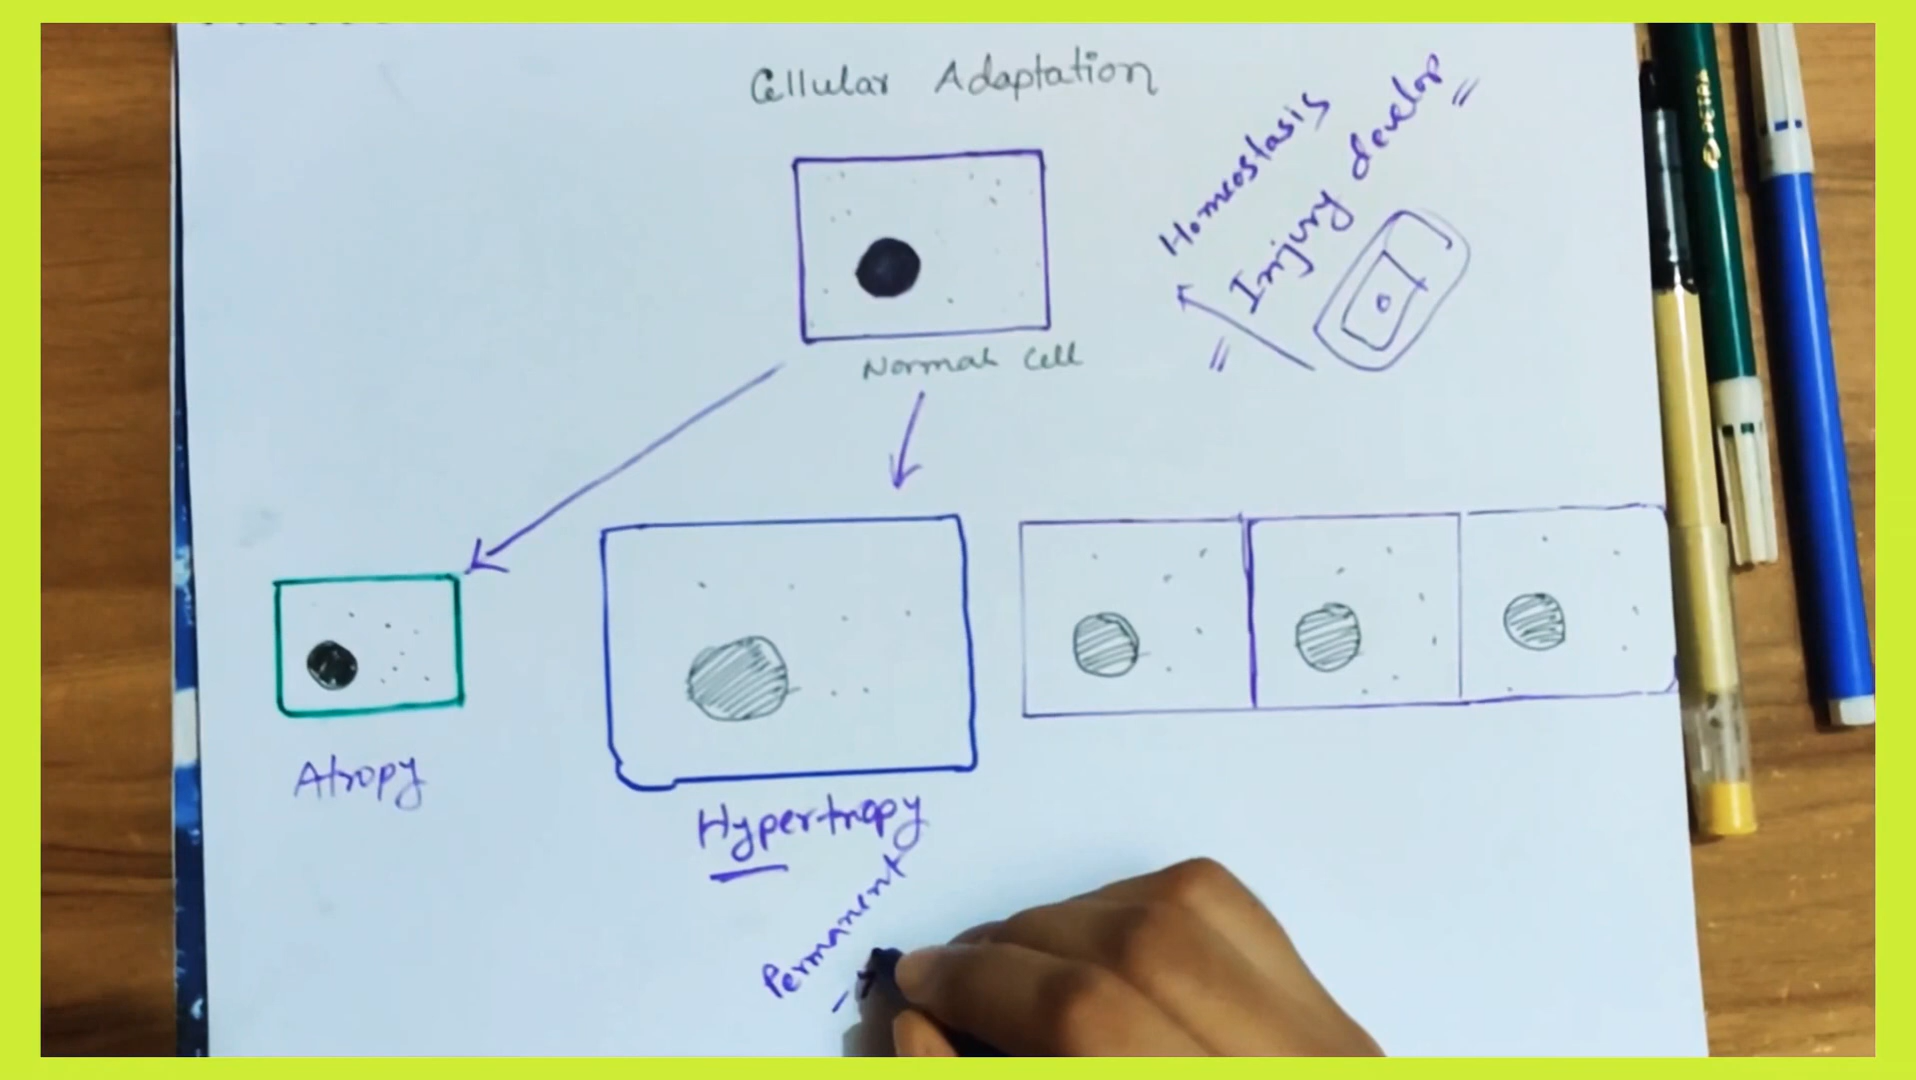 Cellular Adaptation
Homeostasis
Injury develop
Normal Cell
Atropy
Hypertropy
Permanent